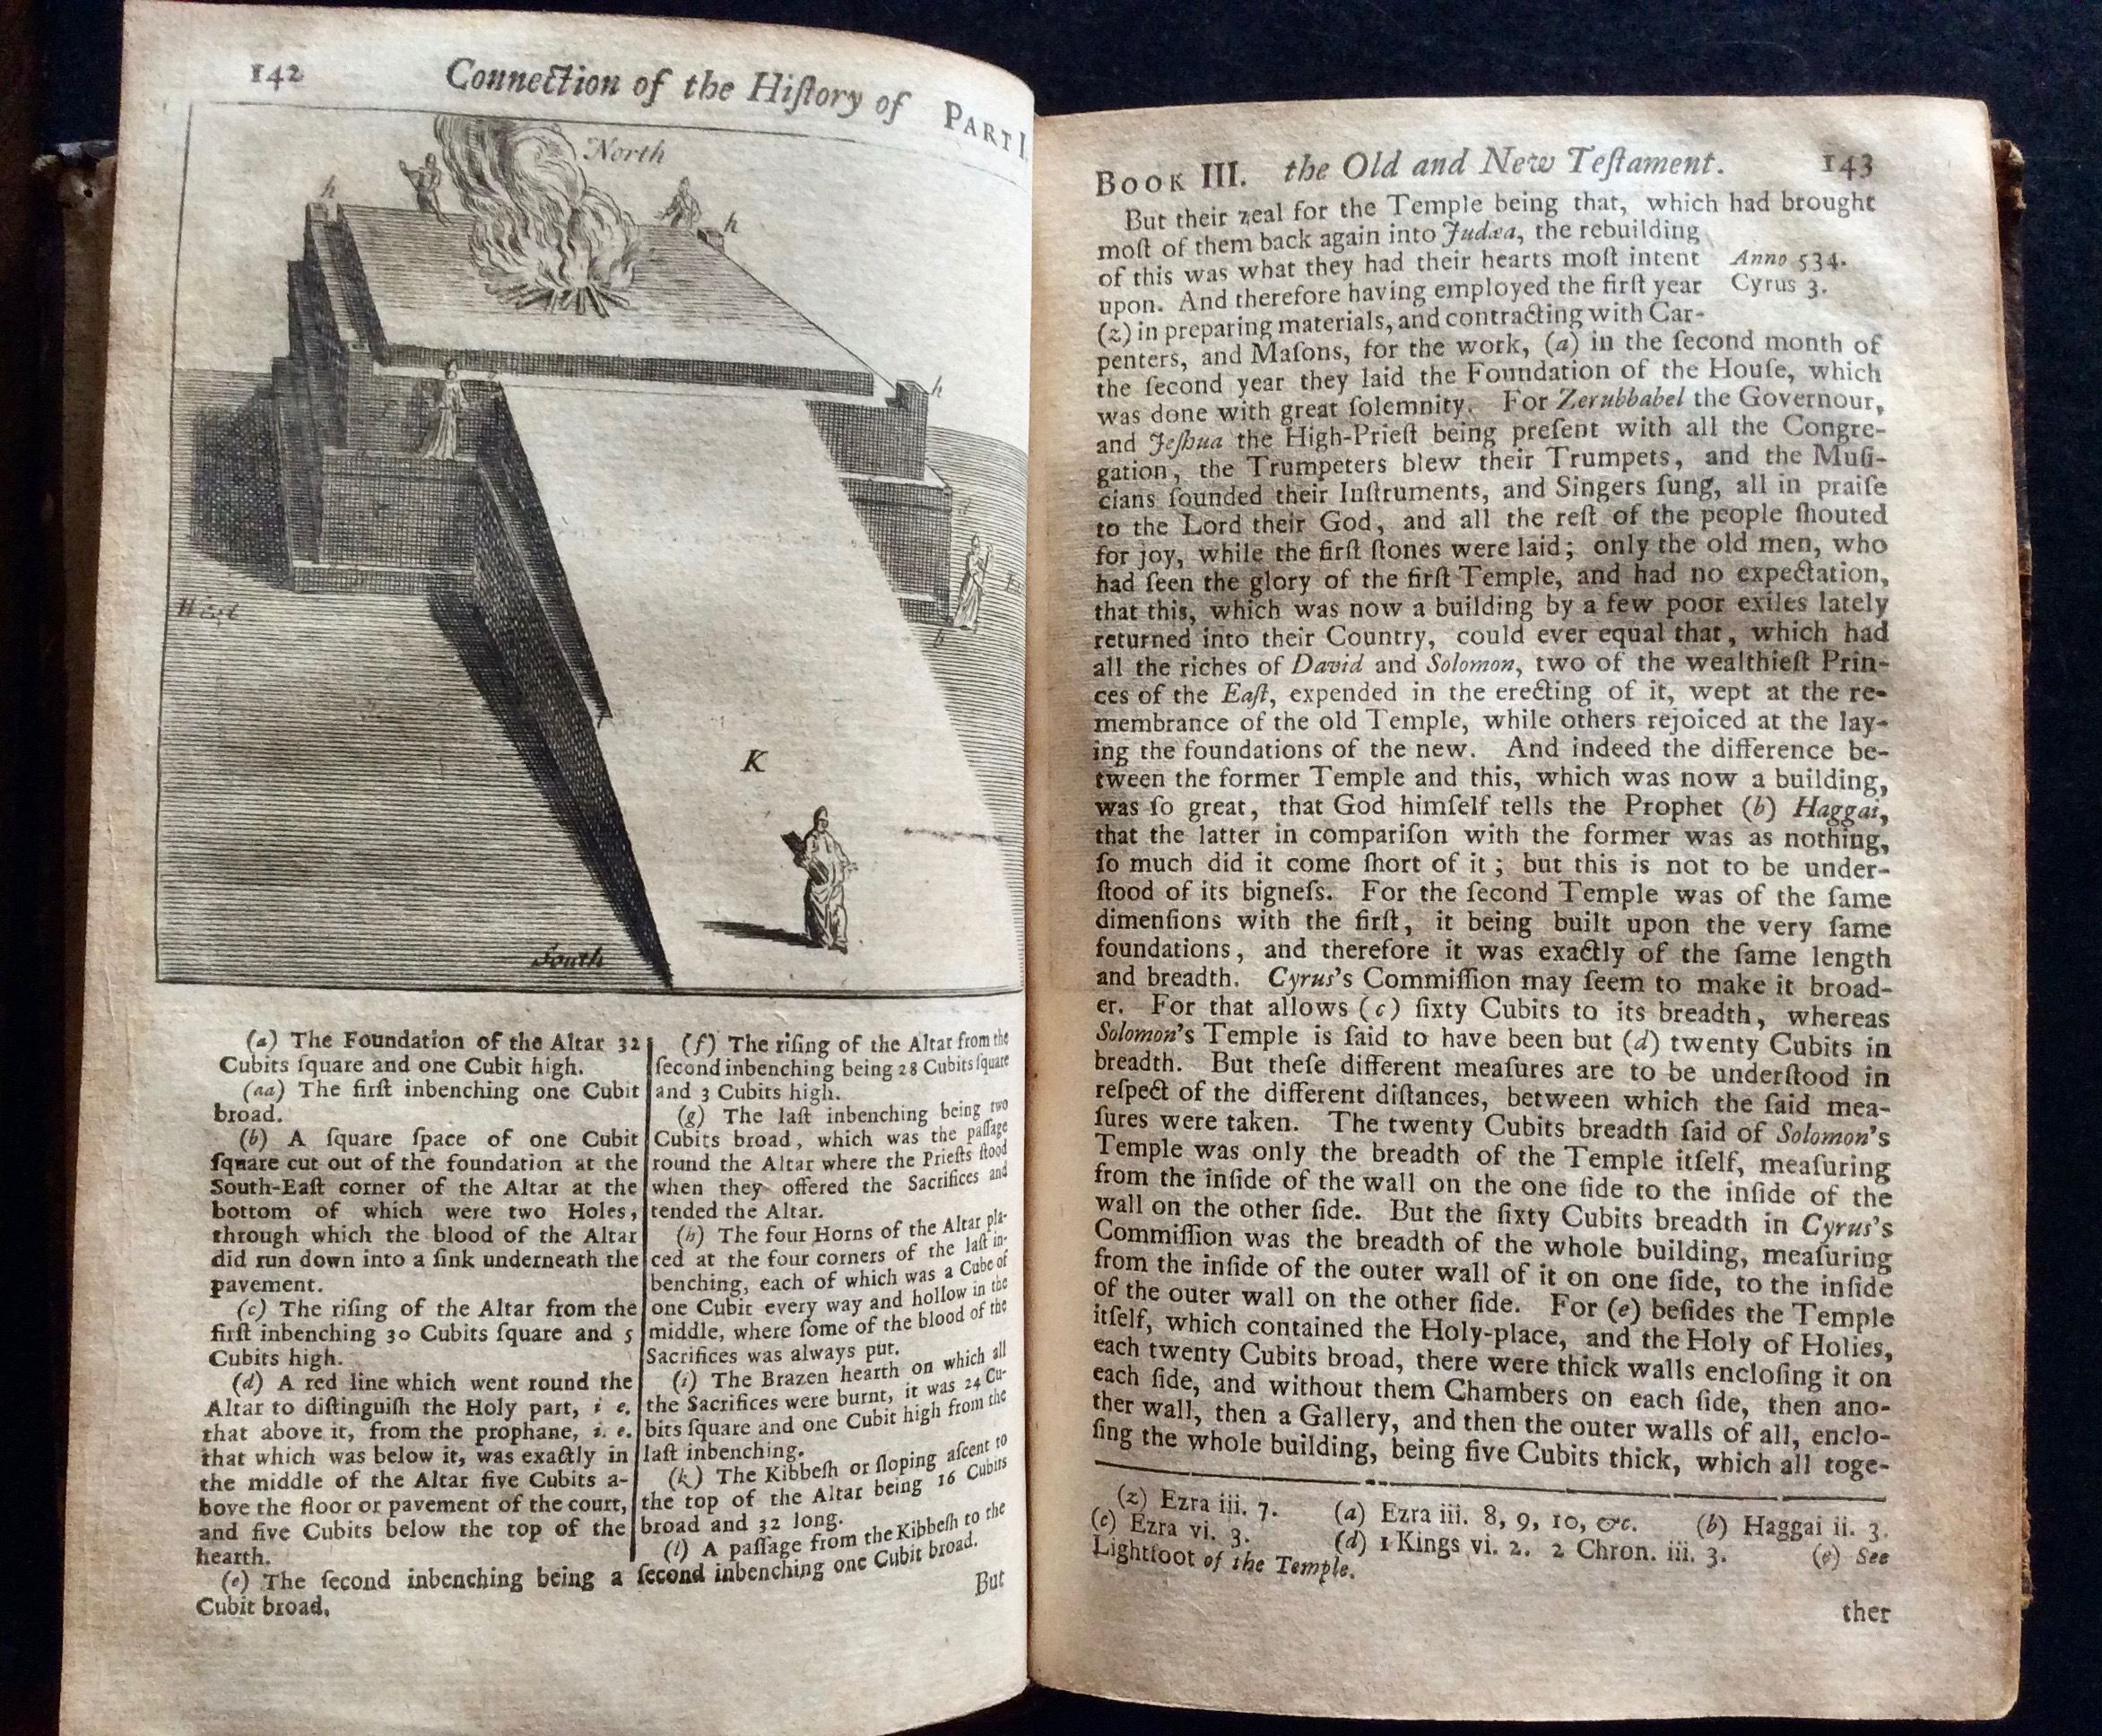 142 Connection of the Hiſtory of PART I.
North
h
h
h
West
h
K
South
(a) The Foundation of the Altar 32
Cubits ſquare and one Cubit high.
(aa) The firſt inbenching one Cubit
broad.
(b) A ſquare ſpace of one Cubit
ſquare cut out of the foundation at the
South-Eaſt corner of the Altar at the
bottom of which were two Holes,
through which the blood of the Altar
did run down into a ſink underneath the
pavement.
(c) The riſing of the Altar from the
firſt inbenching 30 Cubits ſquare and 5
Cubits high.
(d) A red line which went round the
Altar to diſtinguiſh the Holy part, i e.
that above it, from the prophane, i. e.
that which was below it, was exactly in
the middle of the Altar five Cubits a-
bove the floor or pavement of the court,
and five Cubits below the top of the
hearth.
(e) The ſecond inbenching being a
Cubit broad.
(f) The riſing of the Altar from the
ſecond inbenching being 28 Cubits ſquare
and 3 Cubits high.
(g) The laſt inbenching being two
Cubits broad, which was the paſſage
round the Altar where the Prieſts ſtood
when they offered the Sacrifices and
tended the Altar.
(h) The four Horns of the Altar pla-
ced at the four corners of the laſt in-
benching, each of which was a Cube of
one Cubit every way and hollow in the
middle, where ſome of the blood of the
Sacrifices was always put.
(i) The Brazen hearth on which all
the Sacrifices were burnt, it was 24 Cu-
bits ſquare and one Cubit high from the
laſt inbenching.
(k) The Kibbeſh or ſloping aſcent to
the top of the Altar being 16 Cubits
broad and 32 long.
(l) A paſſage from the Kibbeſh to the
ſecond inbenching one Cubit broad.
But
BOOK III. the Old and New Teſtament. 143
But their zeal for the Temple being that, which had brought
moſt of them back again into Judæa, the rebuilding
of this was what they had their hearts moſt intent
upon. And therefore having employed the firſt year
(z) in preparing materials, and contracting with Car-
Anno 534.
Cyrus 3.
penters, and Maſons, for the work, (a) in the ſecond month of
the ſecond year they laid the Foundation of the Houſe, which
was done with great ſolemnity. For Zerubbabel the Governour,
and Jeſhua the High-Prieſt being preſent with all the Congre-
gation, the Trumpeters blew their Trumpets, and the Muſi-
cians ſounded their Inſtruments, and Singers ſung, all in praiſe
to the Lord their God, and all the reſt of the people ſhouted
for joy, while the firſt ſtones were laid; only the old men, who
had ſeen the glory of the firſt Temple, and had no expectation,
that this, which was now a building by a few poor exiles lately
returned into their Country, could ever equal that, which had
all the riches of David and Solomon, two of the wealthieſt Prin-
ces of the Eaſt, expended in the erecting of it, wept at the re-
membrance of the old Temple, while others rejoiced at the lay-
ing the foundations of the new. And indeed the difference be-
tween the former Temple and this, which was now a building,
was ſo great, that God himſelf tells the Prophet (b) Haggai,
that the latter in compariſon with the former was as nothing,
ſo much did it come ſhort of it; but this is not to be under-
ſtood of its bigneſs. For the ſecond Temple was of the ſame
dimenſions with the firſt, it being built upon the very ſame
foundations, and therefore it was exactly of the ſame length
and breadth. Cyrus's Commiſſion may ſeem to make it broad-
er. For that allows (c) ſixty Cubits to its breadth, whereas
Solomon's Temple is ſaid to have been but (d) twenty Cubits in
breadth. But theſe different meaſures are to be underſtood in
reſpect of the different diſtances, between which the ſaid mea-
ſures were taken. The twenty Cubits breadth ſaid of Solomon's
Temple was only the breadth of the Temple itſelf, meaſuring
from the inſide of the wall on the one ſide to the inſide of the
wall on the other ſide. But the ſixty Cubits breadth in Cyrus's
Commiſſion was the breadth of the whole building, meaſuring
from the inſide of the outer wall of it on one ſide, to the inſide
of the outer wall on the other ſide. For (e) beſides the Temple
itſelf, which contained the Holy-place, and the Holy of Holies,
each twenty Cubits broad, there were thick walls encloſing it on
each ſide, and without them Chambers on each ſide, then ano-
ther wall, then a Gallery, and then the outer walls of all, enclo-
ſing the whole building, being five Cubits thick, which all toge-
(z) Ezra iii. 7. (a) Ezra iii. 8, 9, 10, &c. (b) Haggai ii. 3.
(c) Ezra vi. 3. (d) 1 Kings vi. 2. 2 Chron. iii. 3. (e) See
Lightfoot of the Temple.
ther